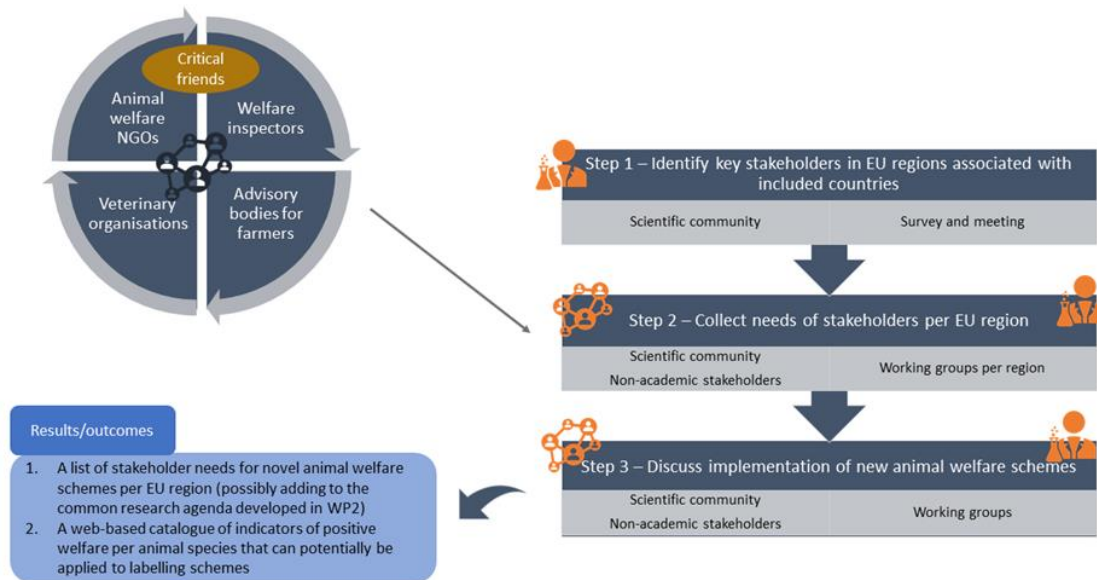 Critical
friends
Animal
welfare
NGOs
Welfare
inspectors
Veterinary
organisations
Advisory
bodies for
farmers
Step 1 – Identify key stakeholders in EU regions associated with
included countries
Scientific community
Survey and meeting
Step 2 – Collect needs of stakeholders per EU region
Scientific community
Non-academic stakeholders
Working groups per region
Step 3 – Discuss implementation of new animal welfare schemes
Scientific community
Non-academic stakeholders
Working groups
Results/outcomes
1. A list of stakeholder needs for novel animal welfare
schemes per EU region (possibly adding to the
common research agenda developed in WP2)
2. A web-based catalogue of indicators of positive
welfare per animal species that can potentially be
applied to labelling schemes